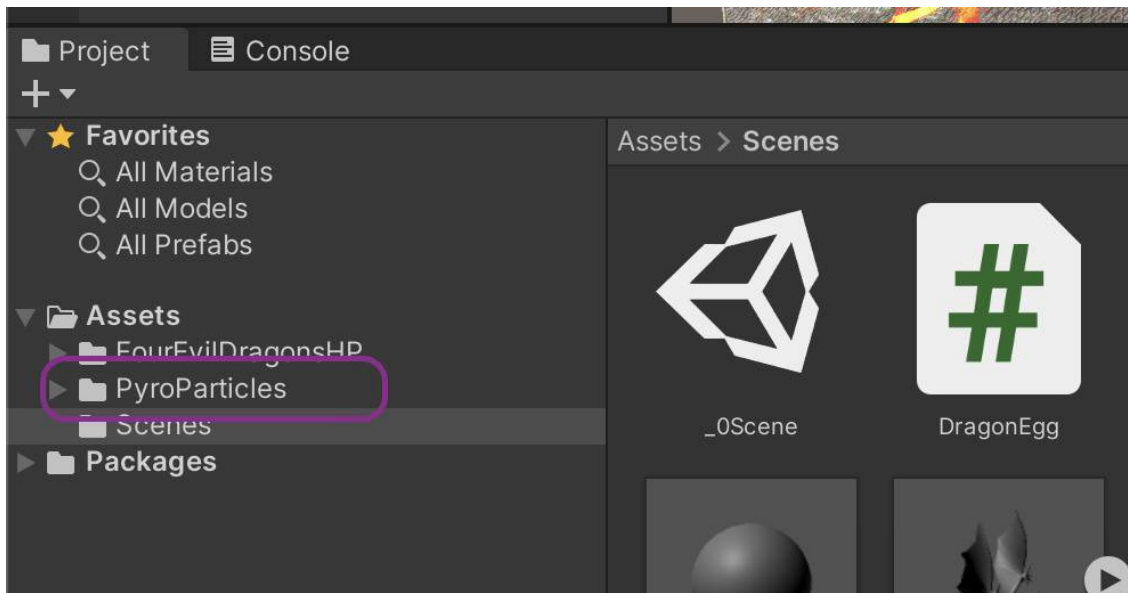 Project Console
Favorites
All Materials
All Models
All Prefabs
Assets
FourEvilDragonsHP
PyroParticles
Scenes
Packages
Assets > Scenes
_0Scene
DragonEgg